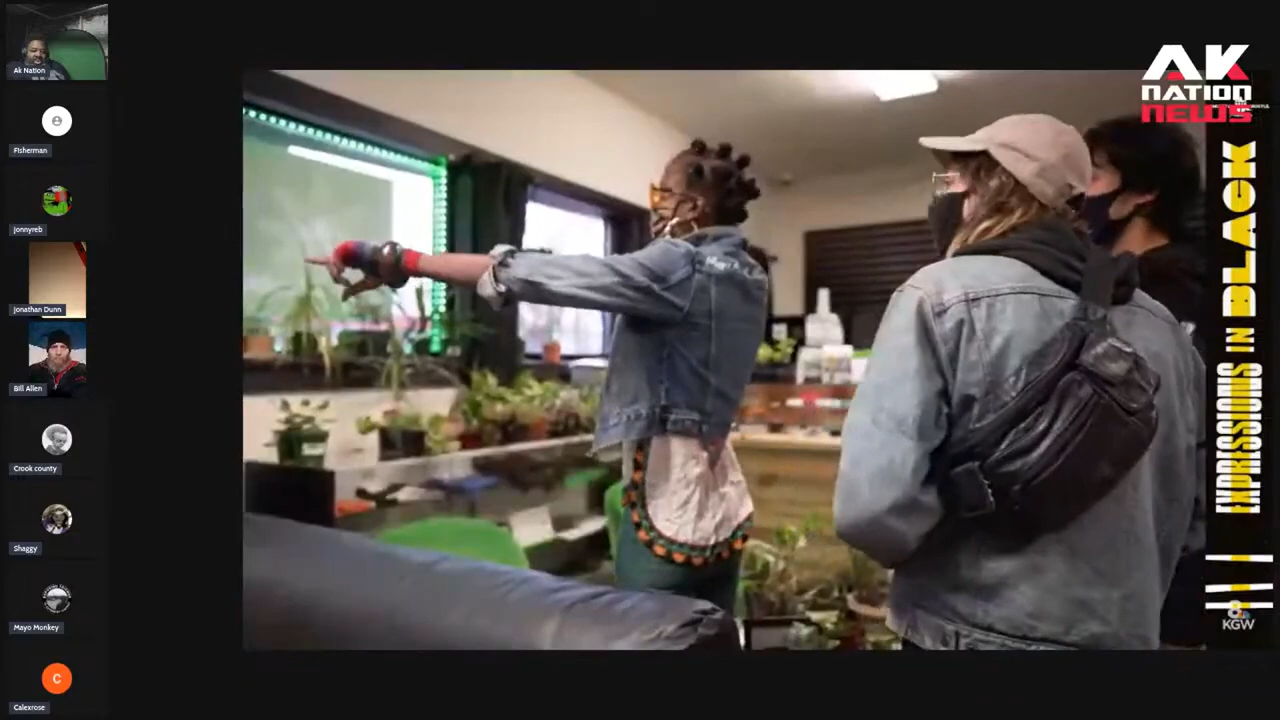 Ak Nation
Fisherman
Jonnyreb
Jonathan Dunn
Bill Allen
Crook county
Shaggy
Mayo Monkey
C
Calexrose
AK
NATION
NEWS
EXPRESSIONS IN BLACK
8
KGW